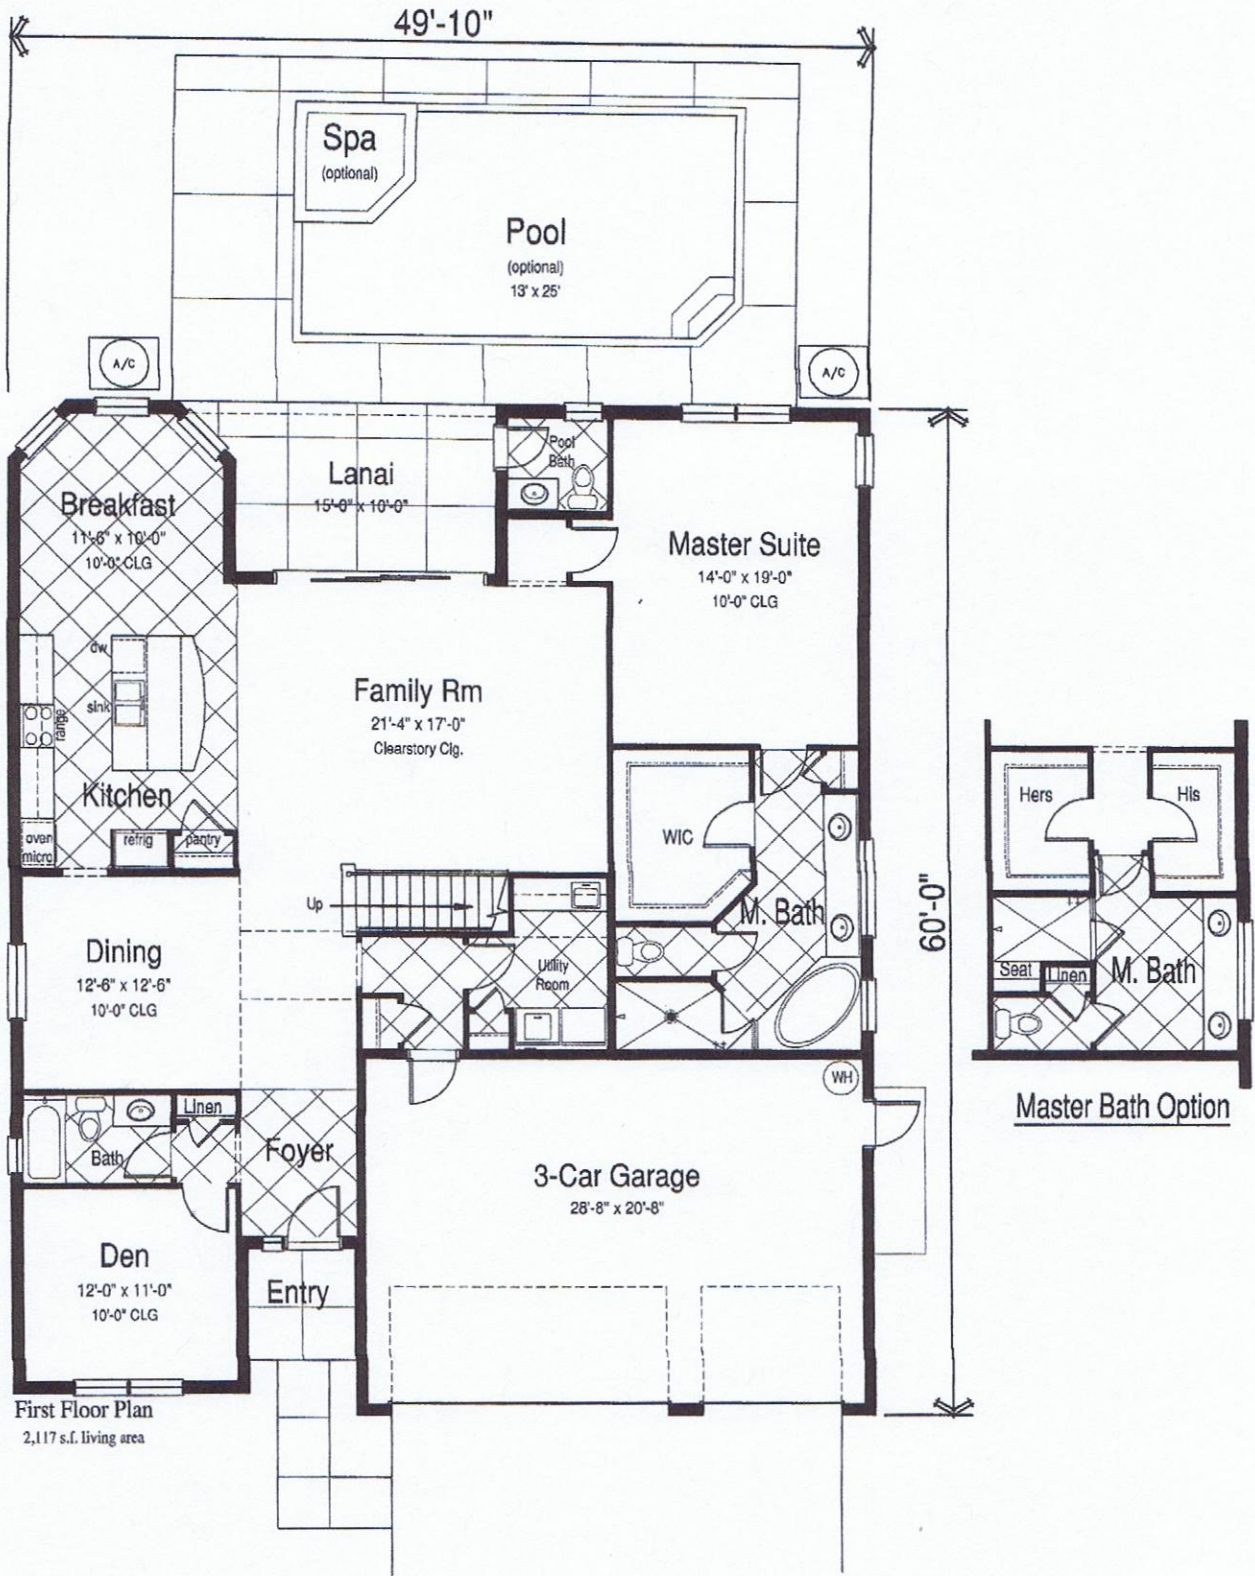 49'-10"
Spa
(optional)
Pool
(optional)
13' x 25'
A/C
A/C
Pool
Bath
Lanai
15'-0" x 10'-0"
Breakfast
11'-6" x 10'-0"
10'-0" CLG
Master Suite
14'-0" x 19'-0"
10'-0" CLG
dw
sink
range
Family Rm
21'-4" x 17'-0"
Clearstory Clg.
Kitchen
oven
micro
refrig
pantry
WIC
Hers
His
Up
M. Bath
60'-0"
Dining
12'-6" x 12'-6"
10'-0" CLG
Utility
Room
Seat
Linen
M. Bath
WH
Master Bath Option
Linen
Bath
Foyer
3-Car Garage
28'-8" x 20'-8"
Den
12'-0" x 11'-0"
10'-0" CLG
Entry
First Floor Plan
2,117 s.f. living area